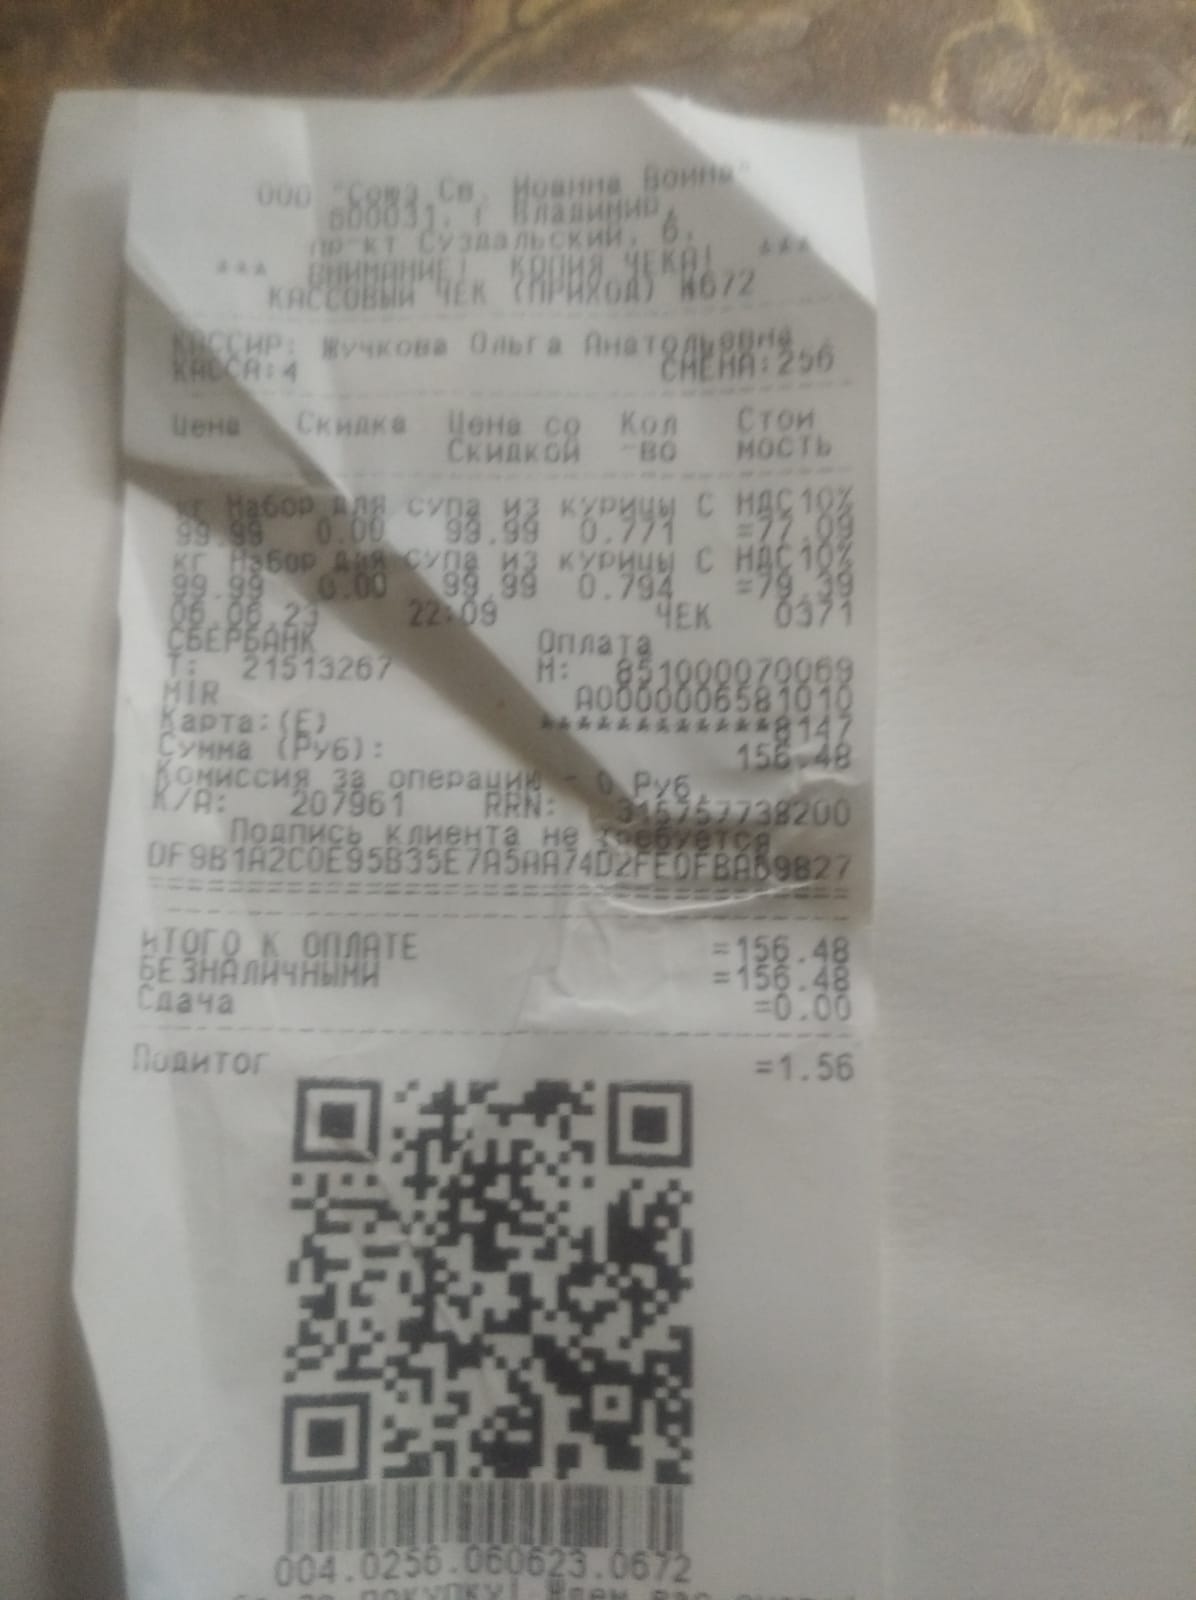 ООО "Союз Св. Иоанна Воина"
600031, г Владимир,
пр-кт Суздальский, 6,
*** ВНИМАНИЕ! КОПИЯ ЧЕКА! ***
КАССОВЫЙ ЧЕК (ПРИХОД) №672
КАССИР: Жучкова Ольга Анатольевна
КАССА:4 СМЕНА:256
Цена Скидка Цена со Кол Стои
Скидкой -во мость
кг Набор для супа из курицы С НДС10%
99.99 0.00 99.99 0.771 =77.09
кг Набор для супа из курицы С НДС10%
99.99 0.00 99.99 0.794 =79.39
06.06.23 22:09 ЧЕК 0371
СБЕРБАНК Оплата
Т: 21513267 М: 851000070069
MIR A0000006581010
Карта:(E) ************8147
Сумма (Руб): 156.48
Комиссия за операцию - 0 Руб.
К/А: 207961 RRN: 315757738200
Подпись клиента не требуется
DF9B1A2C0E95B35E7A5AA74D2FE0FBA69B27
ИТОГО К ОПЛАТЕ =156.48
БЕЗНАЛИЧНЫМИ =156.48
Сдача =0.00
Подитог =1.56
004.0256.060623.0672
за покупку! Ждем вас